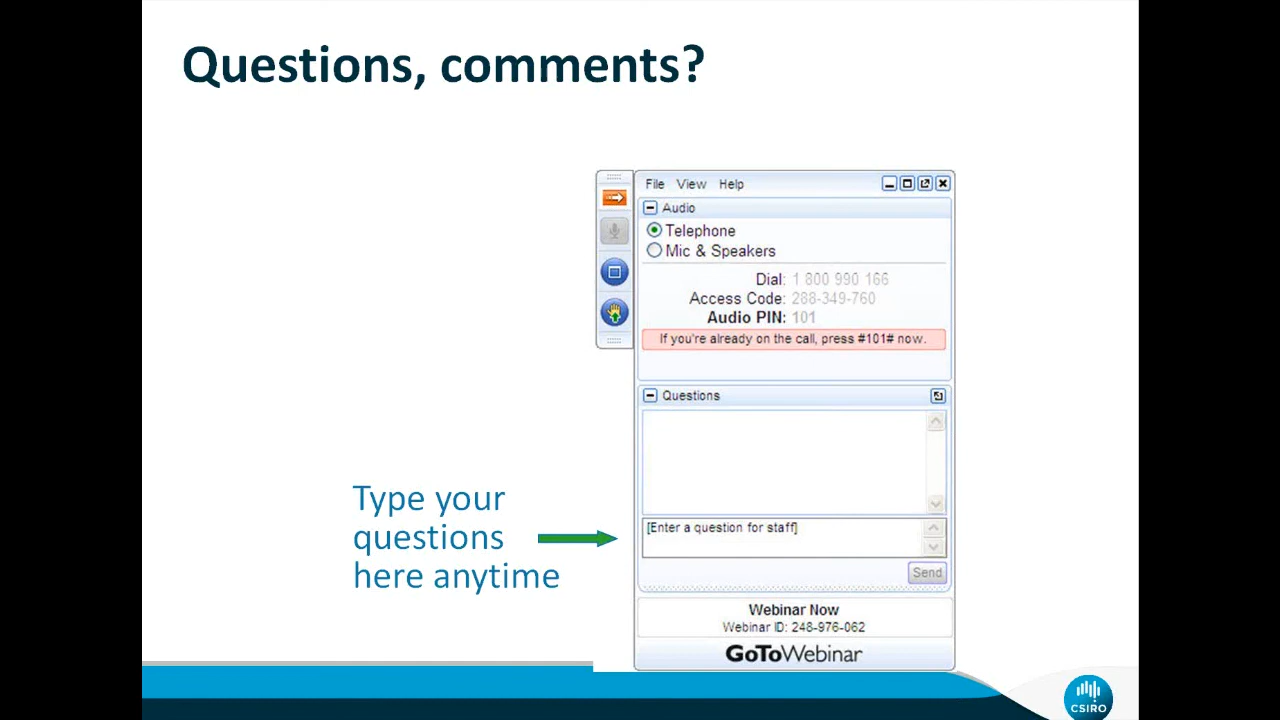 Questions, comments?
File View Help
Audio
Telephone
Mic & Speakers
Dial: 1 800 990 166
Access Code: 288-349-760
Audio PIN: 101
If you're already on the call, press #101# now.
Questions
Type your
questions
here anytime
[Enter a question for staff]
Send
Webinar Now
Webinar ID: 248-976-062
GoToWebinar
CSIRO